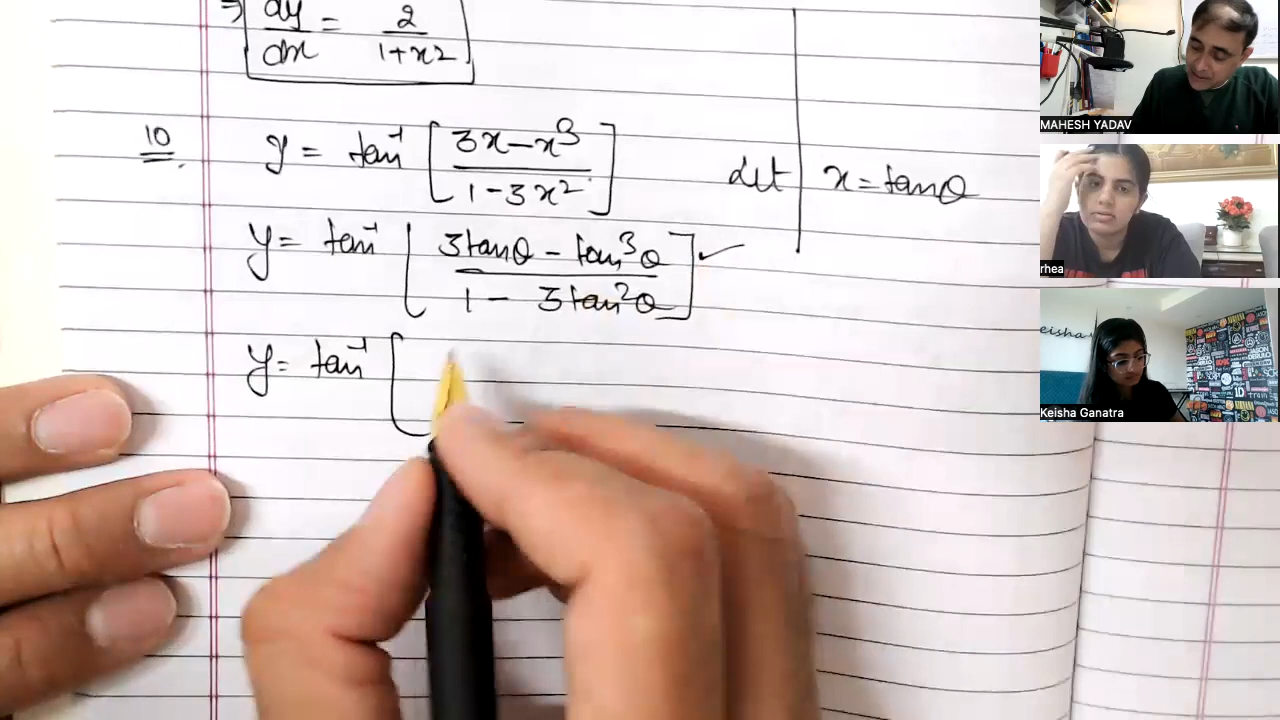 ⇒ dy/dx = 2/1+x2
10. y = tan⁻¹ [3x-x³/1-3x²] Let x = tanθ
y = tan⁻¹ [3tanθ - tan³θ/1 - 3tan²θ] ✓
y = tan⁻¹ [
MAHESH YADAV
rhea
keisha
Keisha Ganatra